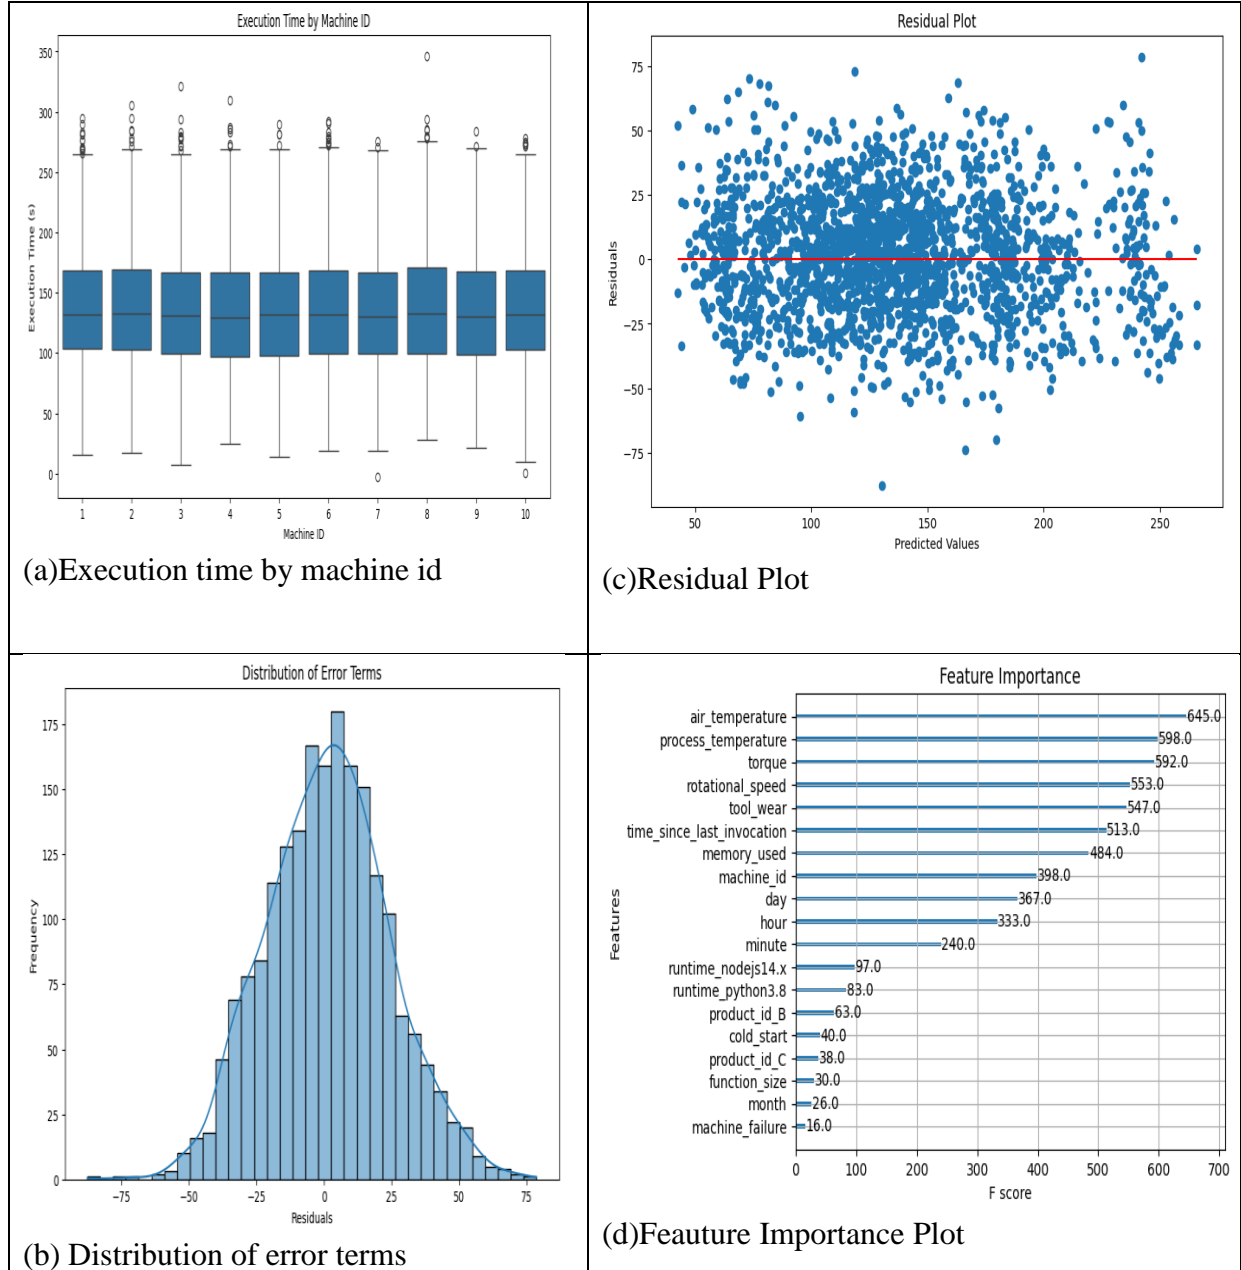 Execution Time by Machine ID
Execution Time (s)
350
300
250
200
150
100
50
0
1 2 3 4 5 6 7 8 9 10
Machine ID
(a)Execution time by machine id
Residual Plot
Residuals
75
50
25
0
−25
−50
−75
50 100 150 200 250
Predicted Values
(c)Residual Plot
Distribution of Error Terms
Frequency
175
150
125
100
75
50
25
0
−75 −50 −25 0 25 50 75
Residuals
(b) Distribution of error terms
Feature Importance
Features
air_temperature 645.0
process_temperature 598.0
torque 592.0
rotational_speed 553.0
tool_wear 547.0
time_since_last_invocation 513.0
memory_used 484.0
machine_id 398.0
day 367.0
hour 333.0
minute 240.0
runtime_nodejs14.x 97.0
runtime_python3.8 83.0
product_id_B 63.0
cold_start 40.0
product_id_C 38.0
function_size 30.0
month 26.0
machine_failure 16.0
0 100 200 300 400 500 600 700
F score
(d)Feauture Importance Plot